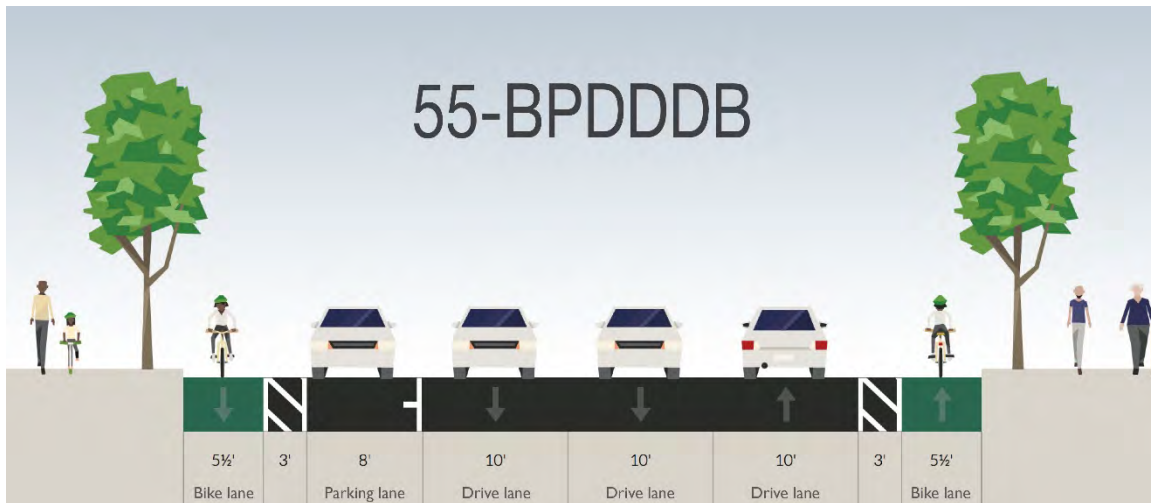 55-BPDDDB
5½' 3' 8' 10' 10' 10' 3' 5½'
Bike lane Parking lane Drive lane Drive lane Drive lane Bike lane